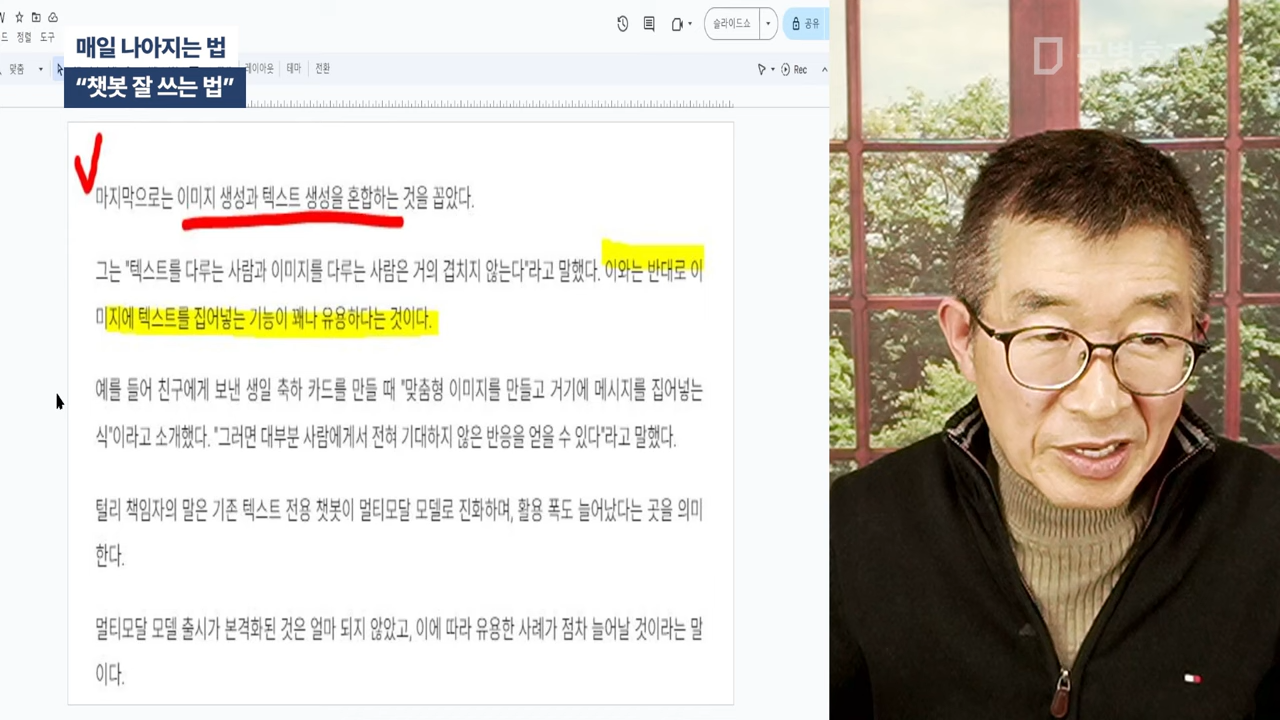 슬라이드쇼
공유
정렬 도구
매일 나아지는 법
맞춤
레이아웃
테마
전환
Rec
“챗봇 잘 쓰는 법”
마지막으로는 이미지 생성과 텍스트 생성을 혼합하는 것을 꼽았다.
그는 "텍스트를 다루는 사람과 이미지를 다루는 사람은 거의 겹치지 않는다"라고 말했다. 이와는 반대로 이
미지에 텍스트를 집어넣는 기능이 꽤나 유용하다는 것이다.
예를 들어 친구에게 보낸 생일 축하 카드를 만들 때 "맞춤형 이미지를 만들고 거기에 메시지를 집어넣는
식"이라고 소개했다. "그러면 대부분 사람에게서 전혀 기대하지 않은 반응을 얻을 수 있다"라고 말했다.
털리 책임자의 말은 기존 텍스트 전용 챗봇이 멀티모달 모델로 진화하며, 활용 폭도 늘어났다는 곳을 의미
한다.
멀티모달 모델 출시가 본격화된 것은 얼마 되지 않았고, 이에 따라 유용한 사례가 점차 늘어날 것이라는 말
이다.